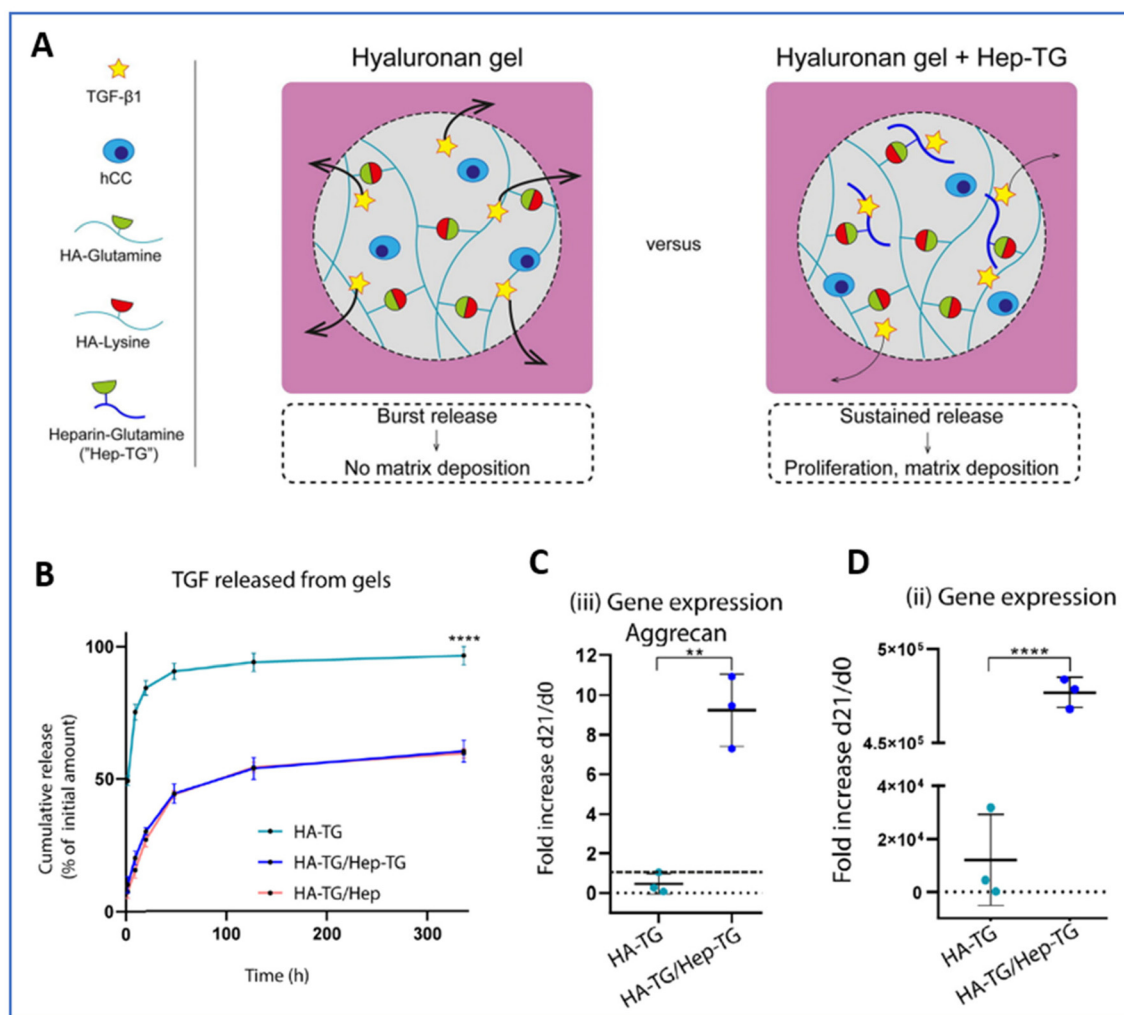 A
TGF-β1
hCC
HA-Glutamine
HA-Lysine
Heparin-Glutamine
("Hep-TG")
Hyaluronan gel
Burst release
No matrix deposition
versus
Hyaluronan gel + Hep-TG
Sustained release
Proliferation, matrix deposition
B
TGF released from gels
Cumulative release
(% of initial amount)
100
50
0
****
HA-TG
HA-TG/Hep-TG
HA-TG/Hep
0
100
200
300
Time (h)
C
(iii) Gene expression
Aggrecan
**
Fold increase d21/d0
12
10
8
6
4
2
1
0
HA-TG
HA-TG/Hep-TG
D
(ii) Gene expression
****
Fold increase d21/d0
5×10⁵
4.5×10⁵
4×10⁴
2×10⁴
0
HA-TG
HA-TG/Hep-TG